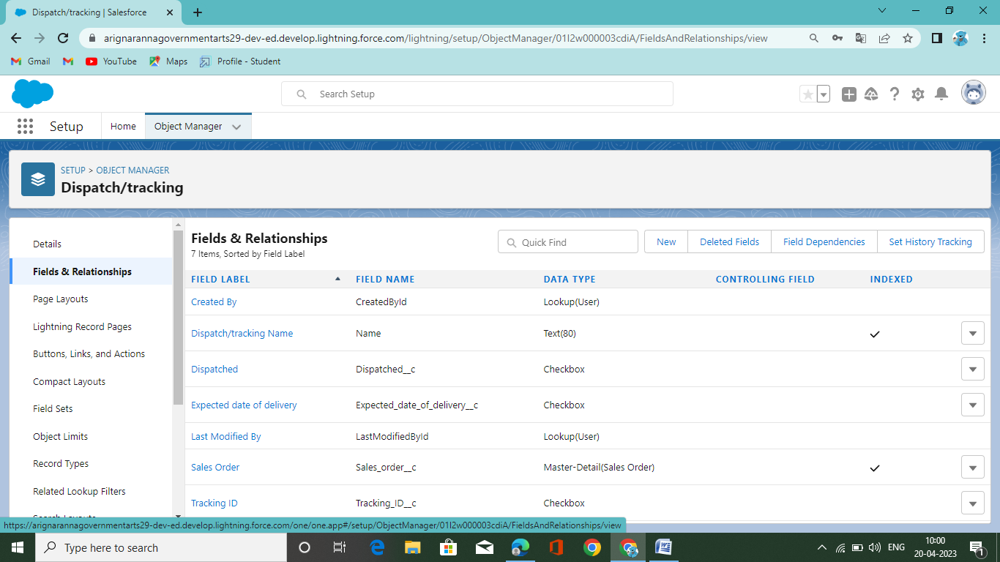 Dispatch/tracking | Salesforce
arignarannagovernmentarts29-dev-ed.develop.lightning.force.com/lightning/setup/ObjectManager/01I2w000003cdiA/FieldsAndRelationships/view
Gmail YouTube Maps Profile - Student
Search Setup
Setup Home Object Manager
SETUP > OBJECT MANAGER
Dispatch/tracking
Details
Fields & Relationships
Page Layouts
Lightning Record Pages
Buttons, Links, and Actions
Compact Layouts
Field Sets
Object Limits
Record Types
Related Lookup Filters
Search Layouts
Fields & Relationships
7 Items, Sorted by Field Label
Quick Find New Deleted Fields Field Dependencies Set History Tracking
FIELD LABEL FIELD NAME DATA TYPE CONTROLLING FIELD INDEXED
Created By CreatedById Lookup(User)
Dispatch/tracking Name Name Text(80)
Dispatched Dispatched__c Checkbox
Expected date of delivery Expected_date_of_delivery__c Checkbox
Last Modified By LastModifiedById Lookup(User)
Sales Order Sales_order__c Master-Detail(Sales Order)
Tracking ID Tracking_ID__c Checkbox
https://arignarannagovernmentarts29-dev-ed.develop.lightning.force.com/one/one.app#/setup/ObjectManager/01I2w000003cdiA/FieldsAndRelationships/view
Type here to search
ENG
10:00
20-04-2023
1